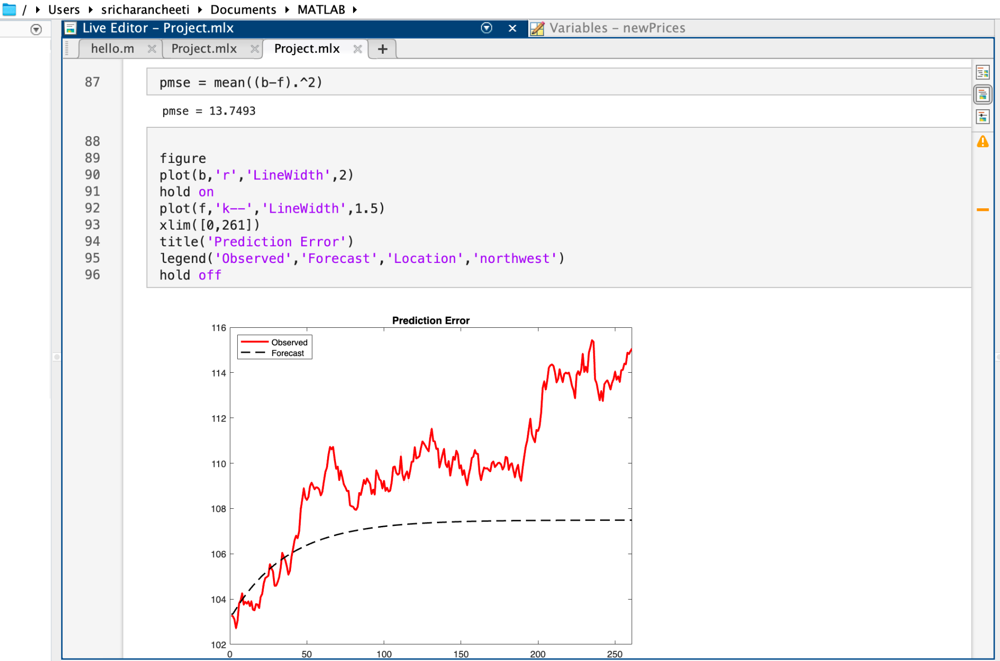 / Users sricharancheeti Documents MATLAB
Live Editor – Project.mlx
Variables – newPrices
hello.m Project.mlx Project.mlx +
87 pmse = mean((b-f).^2)
pmse = 13.7493
88
89 figure
90 plot(b,'r','LineWidth',2)
91 hold on
92 plot(f,'k--','LineWidth',1.5)
93 xlim([0,261])
94 title('Prediction Error')
95 legend('Observed','Forecast','Location','northwest')
96 hold off
Prediction Error
116
Observed
Forecast
114
112
110
108
106
104
102
0 50 100 150 200 250